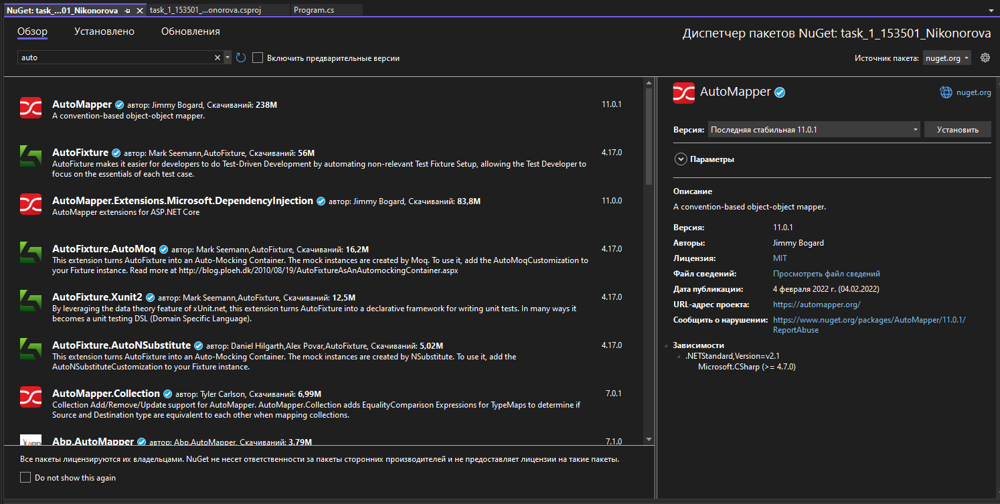 NuGet: task_...01_Nikonorova
task_1_153501_...onorova.csproj
Program.cs
Обзор
Установлено
Обновления
Диспетчер пакетов NuGet: task_1_153501_Nikonorova
auto
Включить предварительные версии
Источник пакета: nuget.org
AutoMapper автор: Jimmy Bogard, Скачиваний: 238M
11.0.1
A convention-based object-object mapper.
AutoFixture автор: Mark Seemann,AutoFixture, Скачиваний: 56M
4.17.0
AutoFixture makes it easier for developers to do Test-Driven Development by automating non-relevant Test Fixture Setup, allowing the Test Developer to
focus on the essentials of each test case.
AutoMapper.Extensions.Microsoft.DependencyInjection автор: Jimmy Bogard, Скачиваний: 83,8M
11.0.0
AutoMapper extensions for ASP.NET Core
AutoFixture.AutoMoq автор: Mark Seemann,AutoFixture, Скачиваний: 16,2M
4.17.0
This extension turns AutoFixture into an Auto-Mocking Container. The mock instances are created by Moq. To use it, add the AutoMoqCustomization to
your Fixture instance. Read more at http://blog.ploeh.dk/2010/08/19/AutoFixtureAsAnAutomockingContainer.aspx
AutoFixture.Xunit2 автор: Mark Seemann,AutoFixture, Скачиваний: 12,5M
4.17.0
By leveraging the data theory feature of xUnit.net, this extension turns AutoFixture into a declarative framework for writing unit tests. In many ways it
becomes a unit testing DSL (Domain Specific Language).
AutoFixture.AutoNSubstitute автор: Daniel Hilgarth,Alex Povar,AutoFixture, Скачиваний: 5,02M
4.17.0
This extension turns AutoFixture into an Auto-Mocking Container. The mock instances are created by NSubstitute. To use it, add the
AutoNSubstituteCustomization to your Fixture instance.
AutoMapper.Collection автор: Tyler Carlson, Скачиваний: 6,99M
7.0.1
Collection Add/Remove/Update support for AutoMapper. AutoMapper.Collection adds EqualityComparison Expressions for TypeMaps to determine if
Source and Destination type are equivalent to each other when mapping collections.
Abp.AutoMapper автор: Abp.AutoMapper, Скачиваний: 3,79M
7.1.0
Все пакеты лицензируются их владельцами. NuGet не несет ответственности за пакеты сторонних производителей и не предоставляет лицензии на такие пакеты.
Do not show this again
AutoMapper
nuget.org
Версия: Последняя стабильная 11.0.1
Установить
Параметры
Описание
A convention-based object-object mapper.
Версия: 11.0.1
Авторы: Jimmy Bogard
Лицензия: MIT
Файл сведений: Просмотреть файл сведений
Дата публикации: 4 февраля 2022 г. (04.02.2022)
URL-адрес проекта: https://automapper.org/
Сообщить о нарушении: https://www.nuget.org/packages/AutoMapper/11.0.1/
ReportAbuse
Зависимости
.NETStandard,Version=v2.1
Microsoft.CSharp (>= 4.7.0)